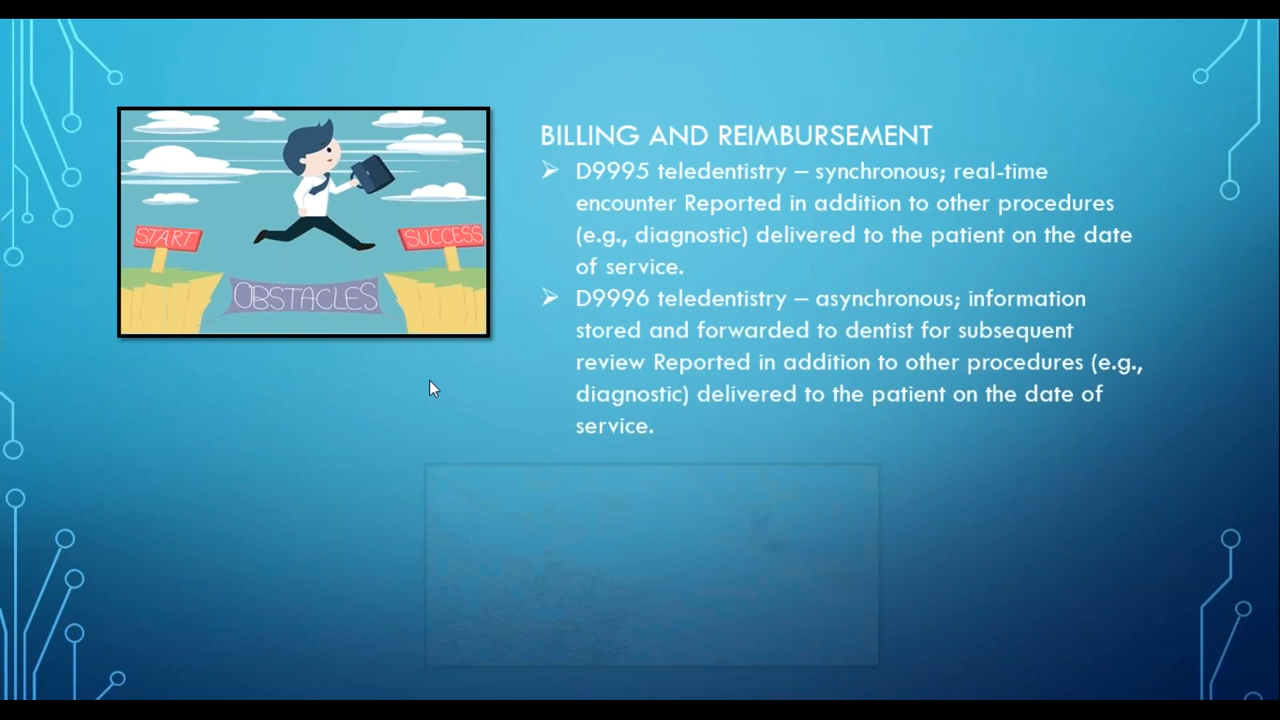 BILLING AND REIMBURSEMENT
D9995 teledentistry – synchronous; real-time
encounter Reported in addition to other procedures
(e.g., diagnostic) delivered to the patient on the date
of service.
D9996 teledentistry – asynchronous; information
stored and forwarded to dentist for subsequent
review Reported in addition to other procedures (e.g.,
diagnostic) delivered to the patient on the date of
service.
START
SUCCESS
OBSTACLES